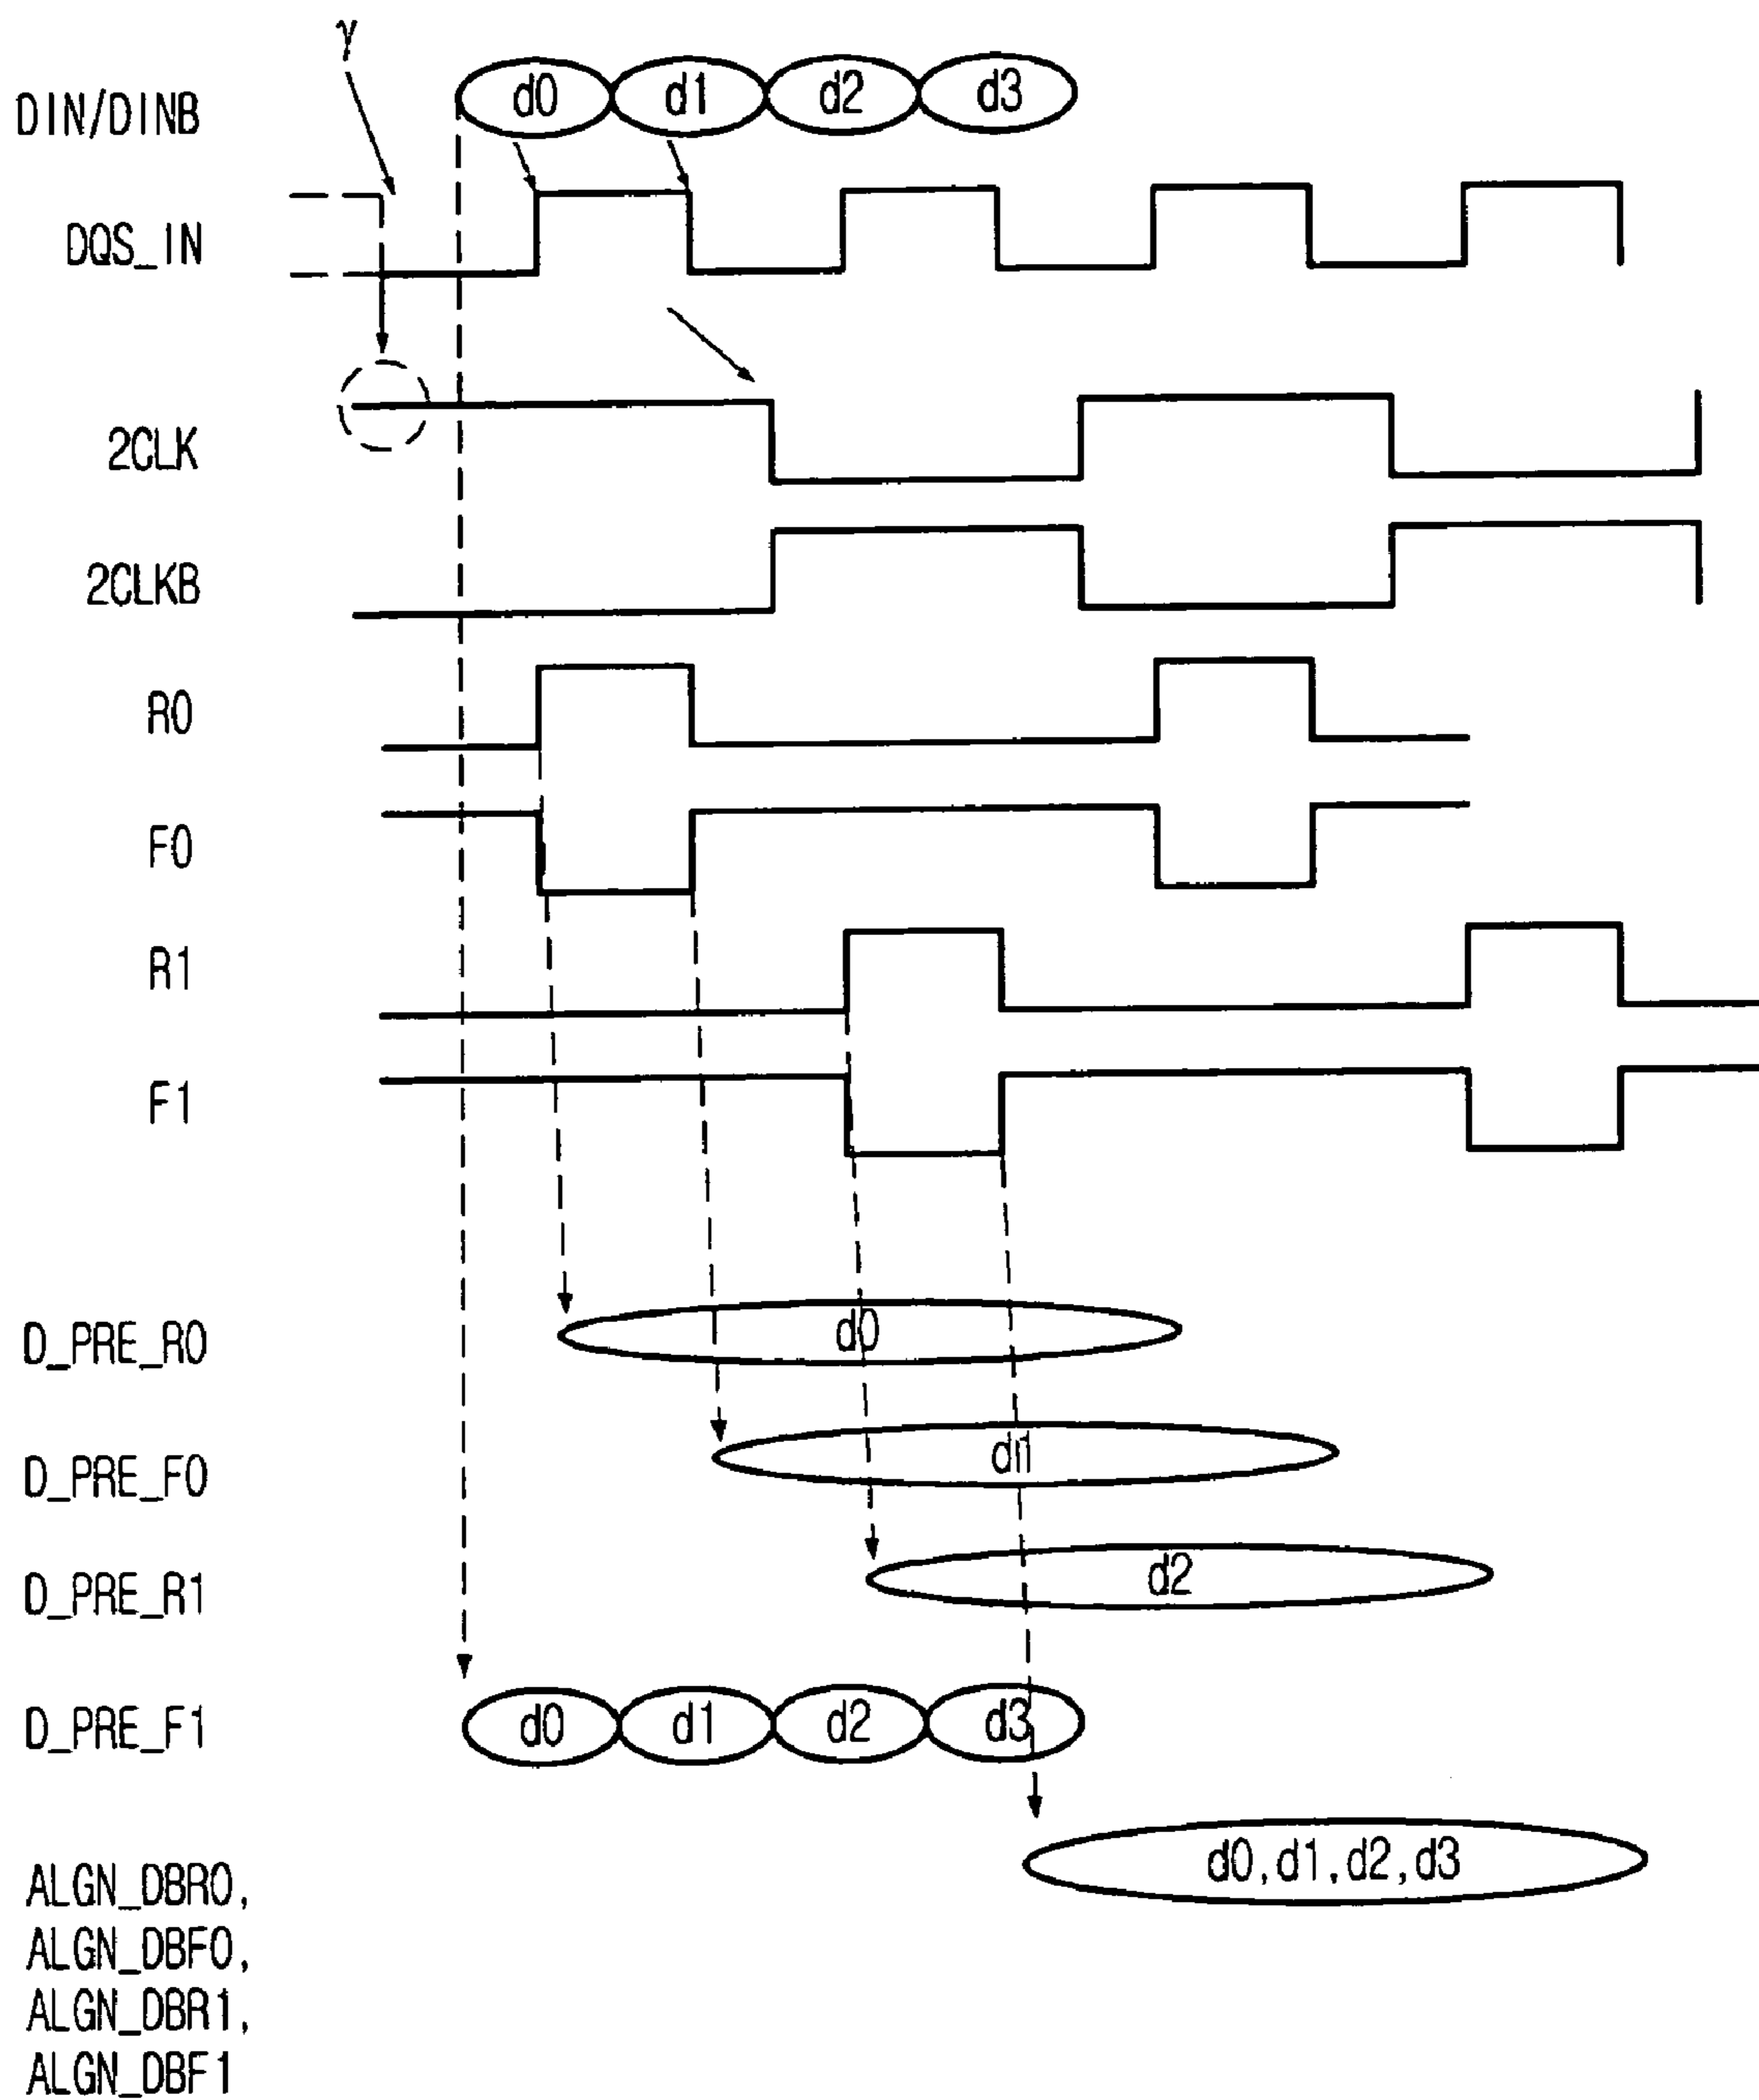 γ
DIN/DINB d0 d1 d2 d3
DQS_IN
2CLK
2CLKB
R0
F0
R1
F1
D_PRE_R0 d0
D_PRE_F0 d1
D_PRE_R1 d2
D_PRE_F1 d0 d1 d2 d3
d0,d1,d2,d3
ALGN_DBR0,
ALGN_DBF0,
ALGN_DBR1,
ALGN_DBF1